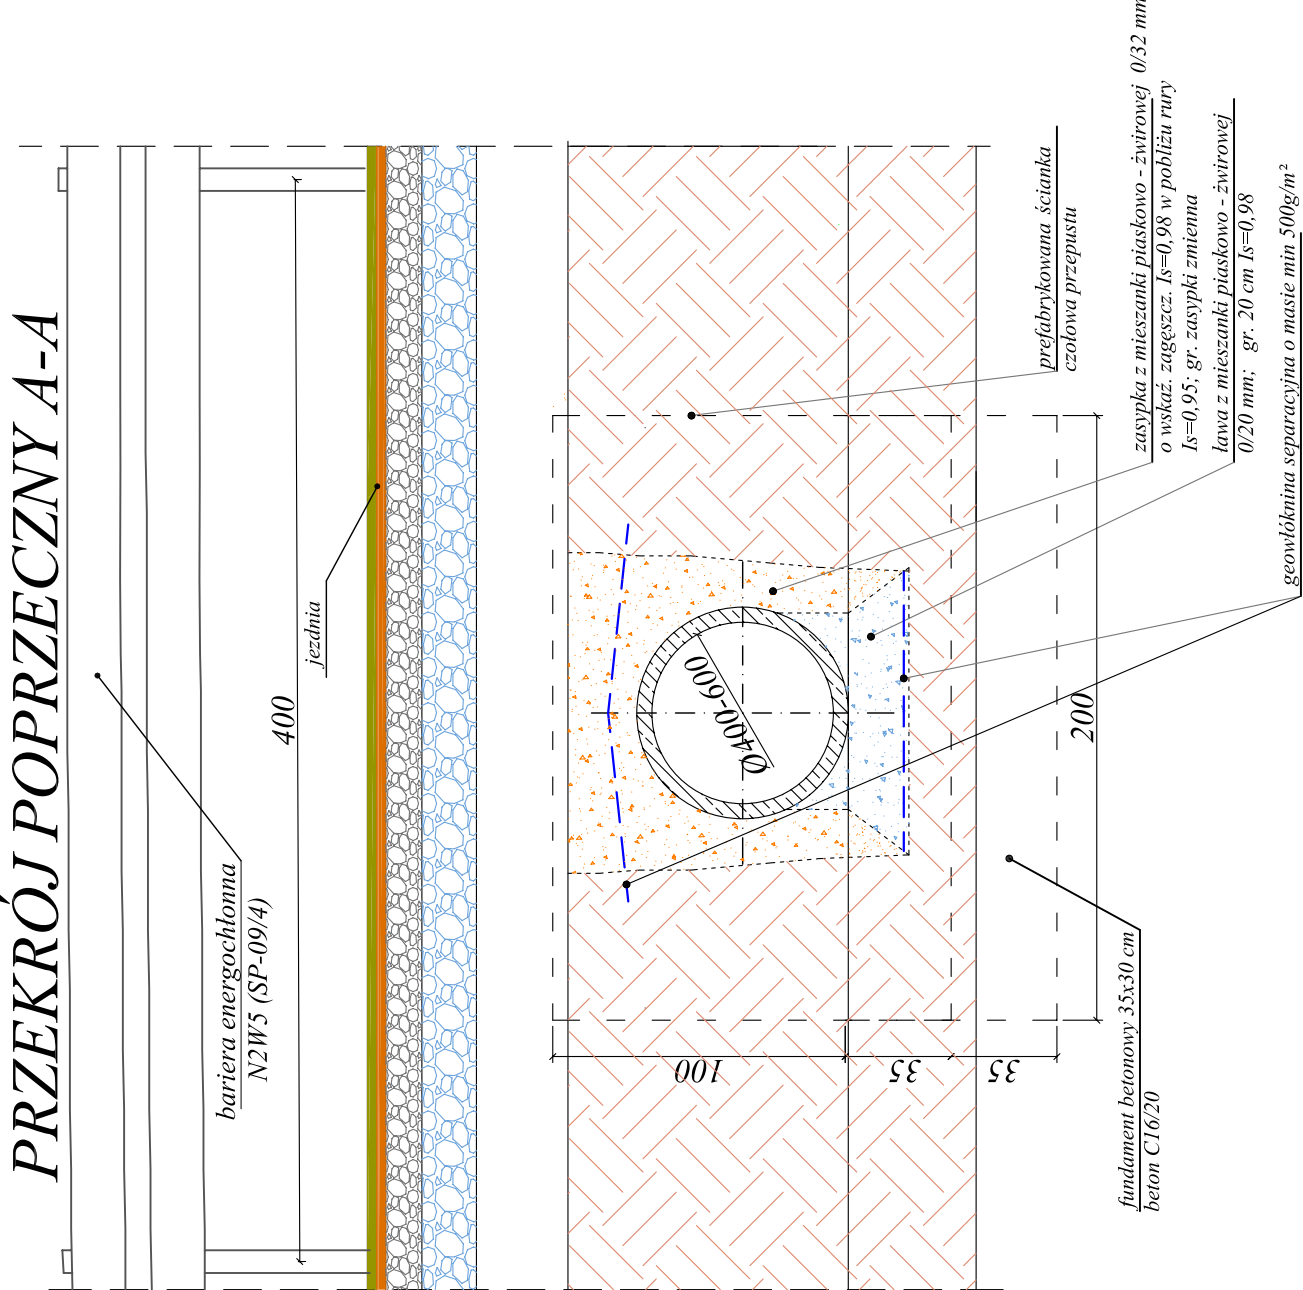 PRZEKRÓJ POPRZECZNY A-A
bariera energochłonna
N2W5 (SP-09/4)
400
jezdnia
Ø400-600
100
35
35
200
prefabrykowana ścianka
czołowa przepustu
zasypka z mieszanki piaskowo - żwirowej 0/32 mm
o wskaź. zagęszcz. Is=0,98 w pobliżu rury
Is=0,95; gr. zasypki zmienna
ława z mieszanki piaskowo - żwirowej
0/20 mm; gr. 20 cm Is=0,98
geowłóknina separacyjna o masie min 500g/m²
fundament betonowy 35x30 cm
beton C16/20